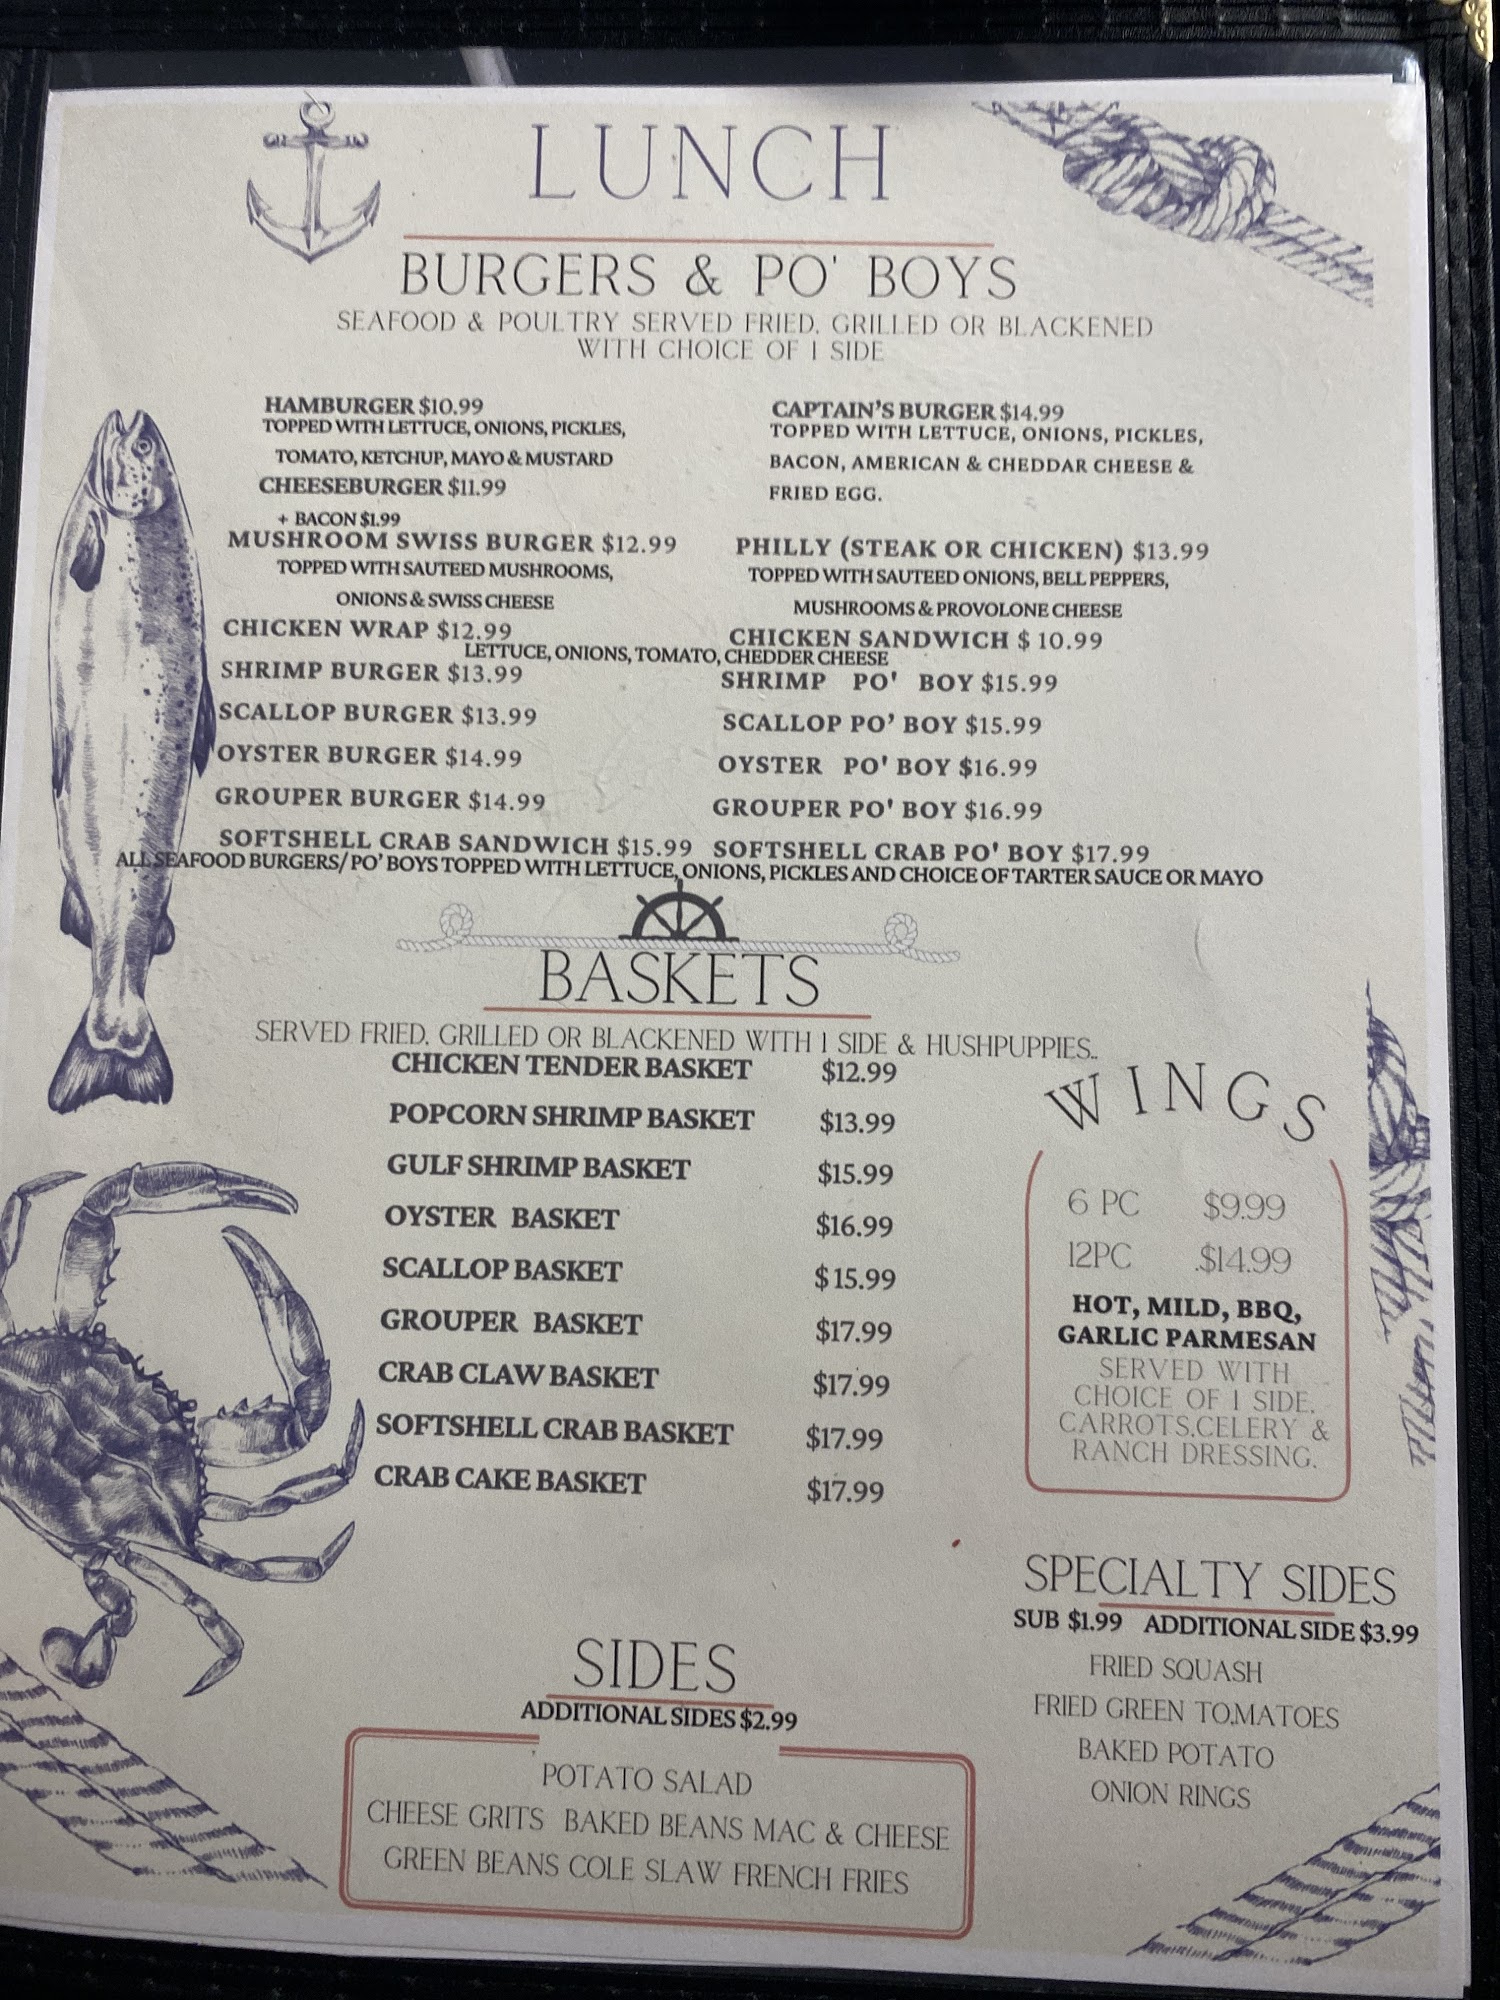 LUNCH
BURGERS & PO' BOYS
SEAFOOD & POULTRY SERVED FRIED, GRILLED OR BLACKENED
WITH CHOICE OF 1 SIDE
HAMBURGER $10.99
TOPPED WITH LETTUCE, ONIONS, PICKLES,
TOMATO, KETCHUP, MAYO & MUSTARD
CHEESEBURGER $11.99
+ BACON $1.99
MUSHROOM SWISS BURGER $12.99
TOPPED WITH SAUTEED MUSHROOMS,
ONIONS & SWISS CHEESE
CAPTAIN'S BURGER $14.99
TOPPED WITH LETTUCE, ONIONS, PICKLES,
BACON, AMERICAN & CHEDDAR CHEESE &
FRIED EGG.
PHILLY (STEAK OR CHICKEN) $13.99
TOPPED WITH SAUTEED ONIONS, BELL PEPPERS,
MUSHROOMS & PROVOLONE CHEESE
CHICKEN WRAP $12.99 CHICKEN SANDWICH $ 10.99
LETTUCE, ONIONS, TOMATO, CHEDDER CHEESE
SHRIMP BURGER $13.99 SHRIMP PO' BOY $15.99
SCALLOP BURGER $13.99 SCALLOP PO' BOY $15.99
OYSTER BURGER $14.99 OYSTER PO' BOY $16.99
GROUPER BURGER $14.99 GROUPER PO' BOY $16.99
SOFTSHELL CRAB SANDWICH $15.99 SOFTSHELL CRAB PO' BOY $17.99
ALL SEAFOOD BURGERS/ PO' BOYS TOPPED WITH LETTUCE, ONIONS, PICKLES AND CHOICE OF TARTER SAUCE OR MAYO
BASKETS
SERVED FRIED, GRILLED OR BLACKENED WITH 1 SIDE & HUSHPUPPIES..
CHICKEN TENDER BASKET $12.99
POPCORN SHRIMP BASKET $13.99
GULF SHRIMP BASKET $15.99
OYSTER BASKET $16.99
SCALLOP BASKET $15.99
GROUPER BASKET $17.99
CRAB CLAW BASKET $17.99
SOFTSHELL CRAB BASKET $17.99
CRAB CAKE BASKET $17.99
WINGS
6 PC $9.99
12PC .$14.99
HOT, MILD, BBQ,
GARLIC PARMESAN
SERVED WITH
CHOICE OF 1 SIDE,
CARROTS,CELERY &
RANCH DRESSING.
SIDES
ADDITIONAL SIDES $2.99
POTATO SALAD
CHEESE GRITS BAKED BEANS MAC & CHEESE
GREEN BEANS COLE SLAW FRENCH FRIES
SPECIALTY SIDES
SUB $1.99 ADDITIONAL SIDE $3.99
FRIED SQUASH
FRIED GREEN TOMATOES
BAKED POTATO
ONION RINGS